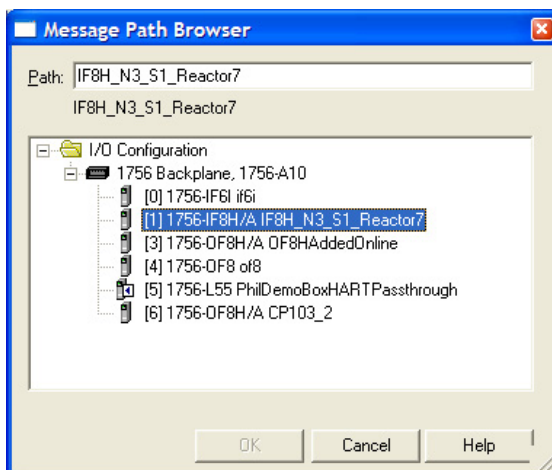 Message Path Browser
Path: IF8H_N3_S1_Reactor7
IF8H_N3_S1_Reactor7
I/O Configuration
1756 Backplane, 1756-A10
[0] 1756-IF6I if6i
[1] 1756-IF8H/A IF8H_N3_S1_Reactor7
[3] 1756-OF8H/A OF8HAddedOnline
[4] 1756-OF8 of8
[5] 1756-L55 PhilDemoBoxHARTPassthrough
[6] 1756-OF8H/A CP103_2
OK Cancel Help